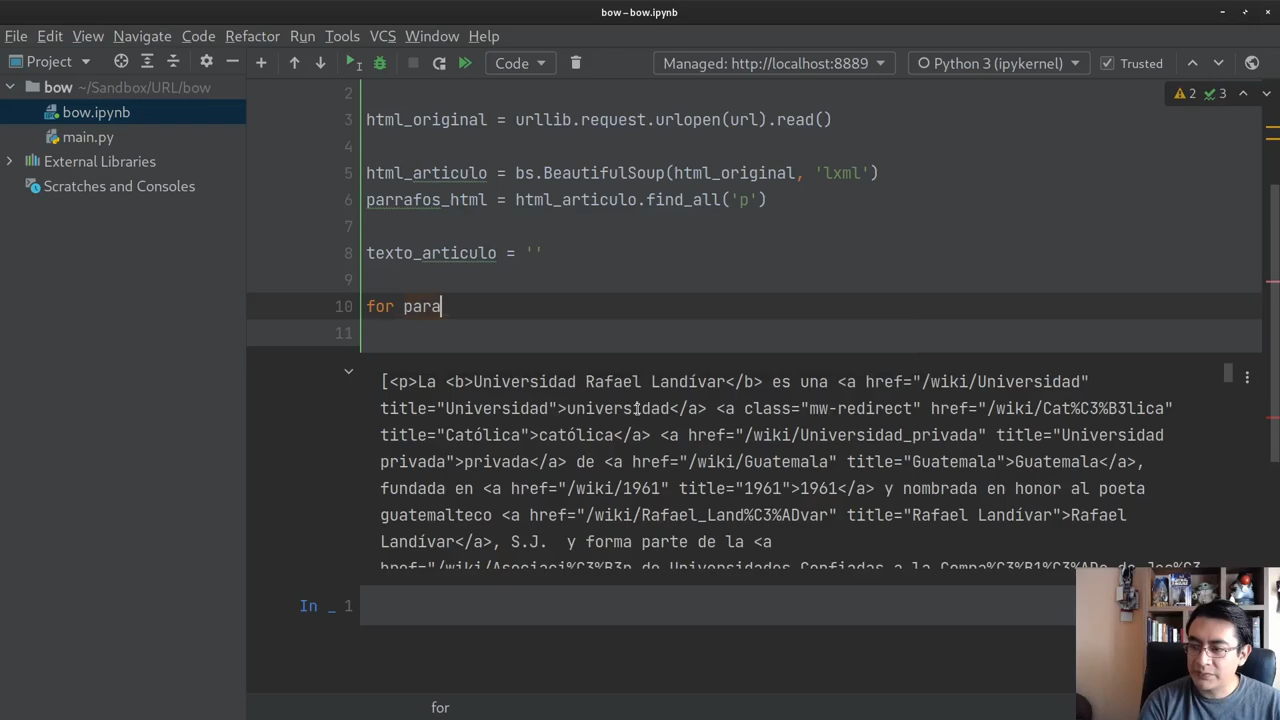 bow – bow.ipynb
File Edit View Navigate Code Refactor Run Tools VCS Window Help
Project Code Managed: http://localhost:8889 Python 3 (ipykernel) Trusted
bow ~/Sandbox/URL/bow
bow.ipynb
main.py
External Libraries
Scratches and Consoles
2 3
2
3 html_original = urllib.request.urlopen(url).read()
4
5 html_articulo = bs.BeautifulSoup(html_original, 'lxml')
6 parrafos_html = html_articulo.find_all('p')
7
8 texto_articulo = ''
9
10 for para
11
[<p>La <b>Universidad Rafael Landívar</b> es una <a href="/wiki/Universidad"
title="Universidad">universidad</a> <a class="mw-redirect" href="/wiki/Cat%C3%B3lica"
title="Católica">católica</a> <a href="/wiki/Universidad_privada" title="Universidad
privada">privada</a> de <a href="/wiki/Guatemala" title="Guatemala">Guatemala</a>,
fundada en <a href="/wiki/1961" title="1961">1961</a> y nombrada en honor al poeta
guatemalteco <a href="/wiki/Rafael_Land%C3%ADvar" title="Rafael Landívar">Rafael
Landívar</a>, S.J.  y forma parte de la <a
In _ 1
for